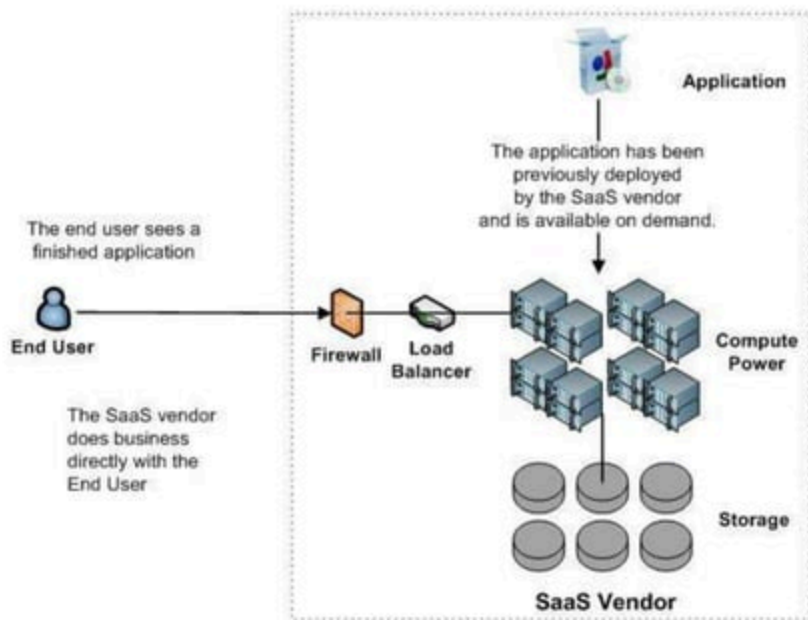 Application
The application has been
previously deployed
by the SaaS vendor
and is available on demand.
The end user sees a
finished application
End User
Firewall
Load
Balancer
Compute
Power
The SaaS vendor
does business
directly with the
End User
Storage
SaaS Vendor